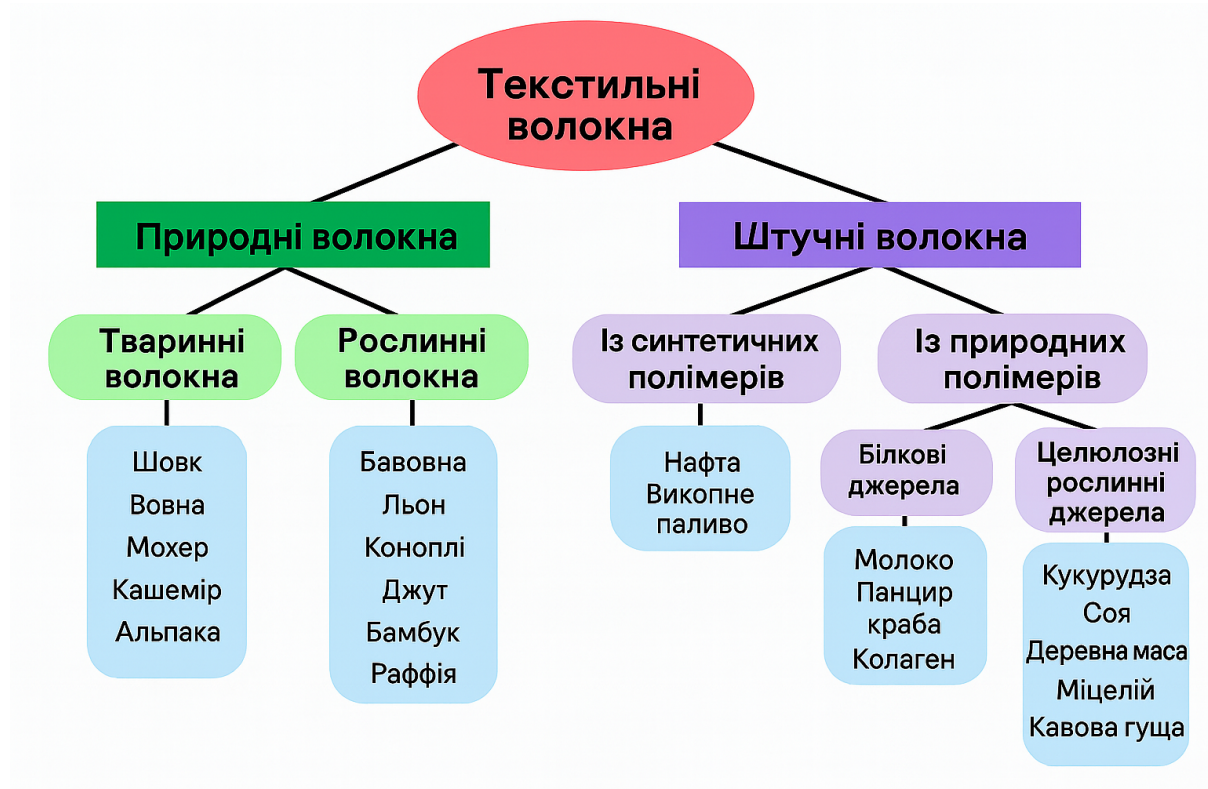 Текстильні
волокна
Природні волокна
Штучні волокна
Тваринні
волокна
Рослинні
волокна
Із синтетичних
полімерів
Із природних
полімерів
Шовк
Вовна
Мохер
Кашемір
Альпака
Бавовна
Льон
Коноплі
Джут
Бамбук
Раффія
Нафта
Викопне
паливо
Білкові
джерела
Целюлозні
рослинні
джерела
Молоко
Панцир
краба
Колаген
Кукурудза
Соя
Деревна маса
Міцелій
Кавова гуща